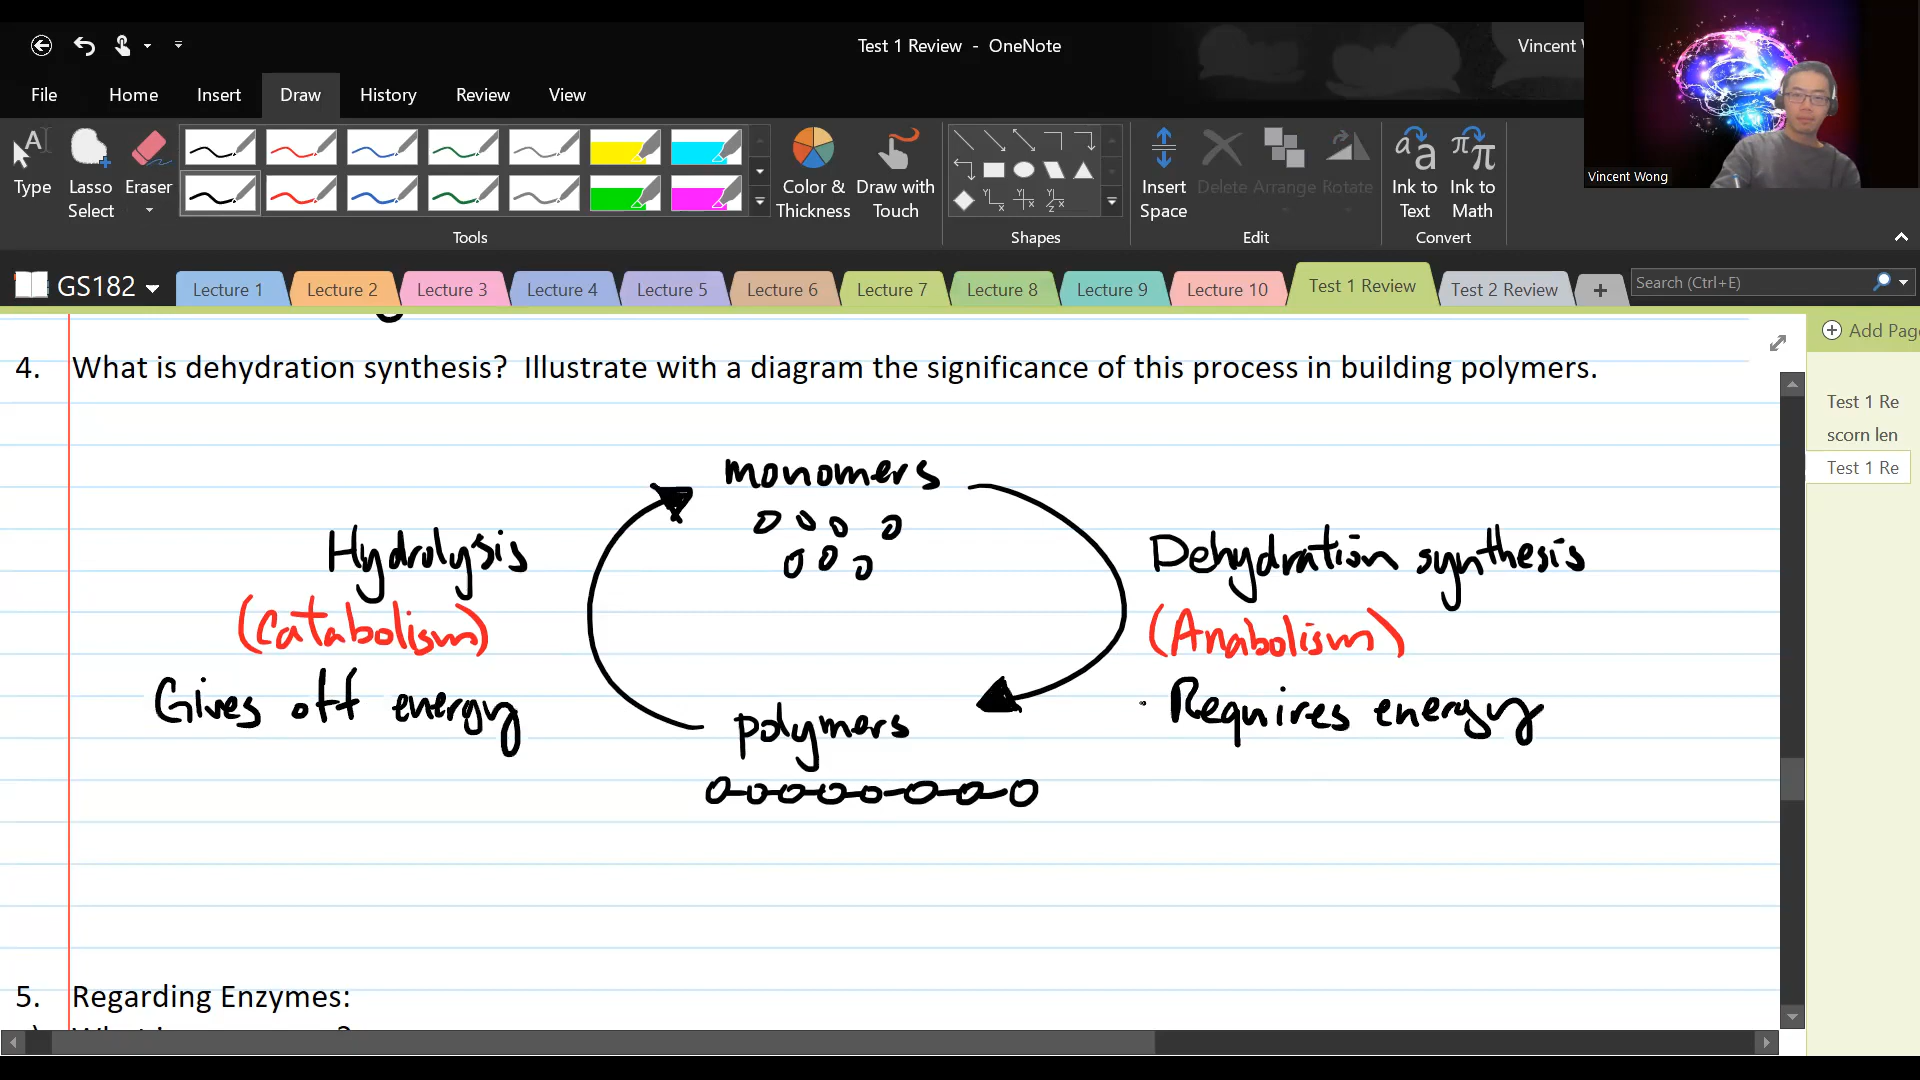 Test 1 Review - OneNote
Vincent W
File Home Insert Draw History Review View
Vincent Wong
Type
Lasso Select
Eraser
Color & Thickness
Draw with Touch
Insert Space
Delete
Arrange
Rotate
Ink to Text
Ink to Math
Tools
Shapes
Edit
Convert
GS182
Lecture 1
Lecture 2
Lecture 3
Lecture 4
Lecture 5
Lecture 6
Lecture 7
Lecture 8
Lecture 9
Lecture 10
Test 1 Review
Test 2 Review
Search (Ctrl+E)
Add Pag
Test 1 Re
scorn len
Test 1 Re
4. What is dehydration synthesis? Illustrate with a diagram the significance of this process in building polymers.
monomers
Hydrolysis
(Catabolism)
Gives off energy
Dehydration synthesis
(Anabolism)
Requires energy
polymers
5. Regarding Enzymes: